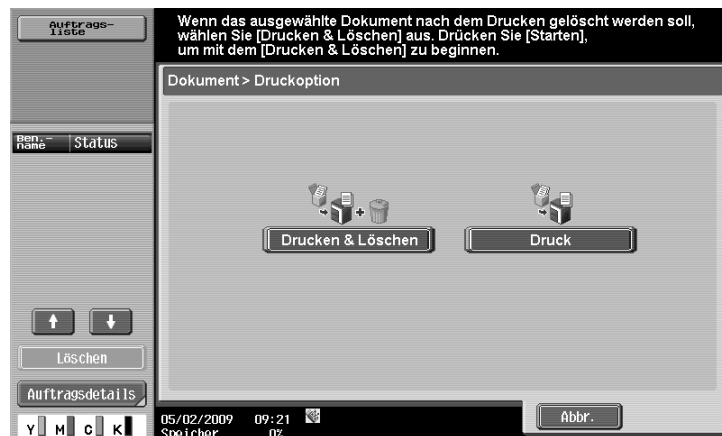 Auftrags-
liste
Wenn das ausgewählte Dokument nach dem Drucken gelöscht werden soll,
wählen Sie [Drucken & Löschen] aus. Drücken Sie [Starten],
um mit dem [Drucken & Löschen] zu beginnen.
Dokument > Druckoption
Ben.-
name
Status
Drucken & Löschen
Druck
Löschen
Auftragsdetails
Y M C K
05/02/2009 09:21
Speicher 0%
Abbr.